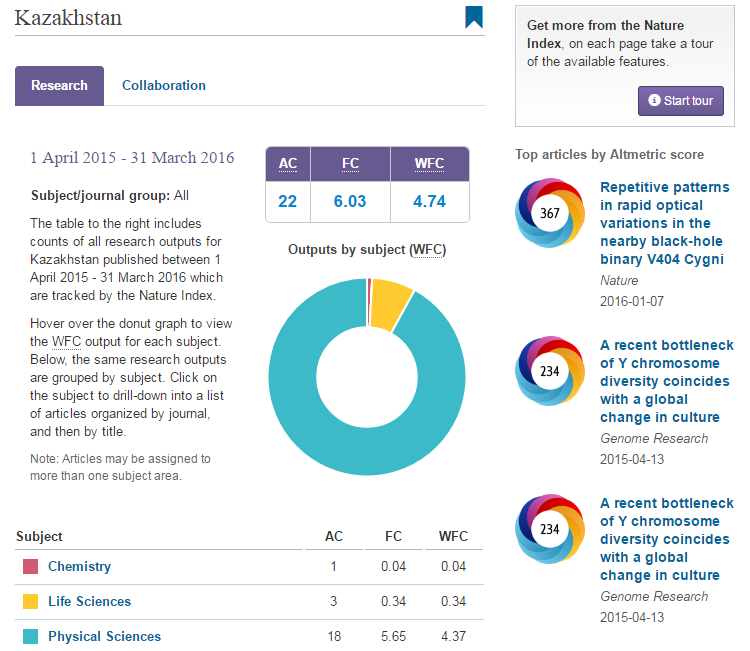 Kazakhstan
Research
Collaboration
1 April 2015 - 31 March 2016
Subject/journal group: All
The table to the right includes
counts of all research outputs for
Kazakhstan published between 1
April 2015 - 31 March 2016 which
are tracked by the Nature Index.
Hover over the donut graph to view
the WFC output for each subject.
Below, the same research outputs
are grouped by subject. Click on
the subject to drill-down into a list
of articles organized by journal,
and then by title.
Note: Articles may be assigned to
more than one subject area.
AC FC WFC
22 6.03 4.74
Outputs by subject (WFC)
Subject AC FC WFC
Chemistry 1 0.04 0.04
Life Sciences 3 0.34 0.34
Physical Sciences 18 5.65 4.37
Get more from the Nature
Index, on each page take a tour
of the available features.
Start tour
Top articles by Altmetric score
367
Repetitive patterns
in rapid optical
variations in the
nearby black-hole
binary V404 Cygni
Nature
2016-01-07
234
A recent bottleneck
of Y chromosome
diversity coincides
with a global
change in culture
Genome Research
2015-04-13
234
A recent bottleneck
of Y chromosome
diversity coincides
with a global
change in culture
Genome Research
2015-04-13